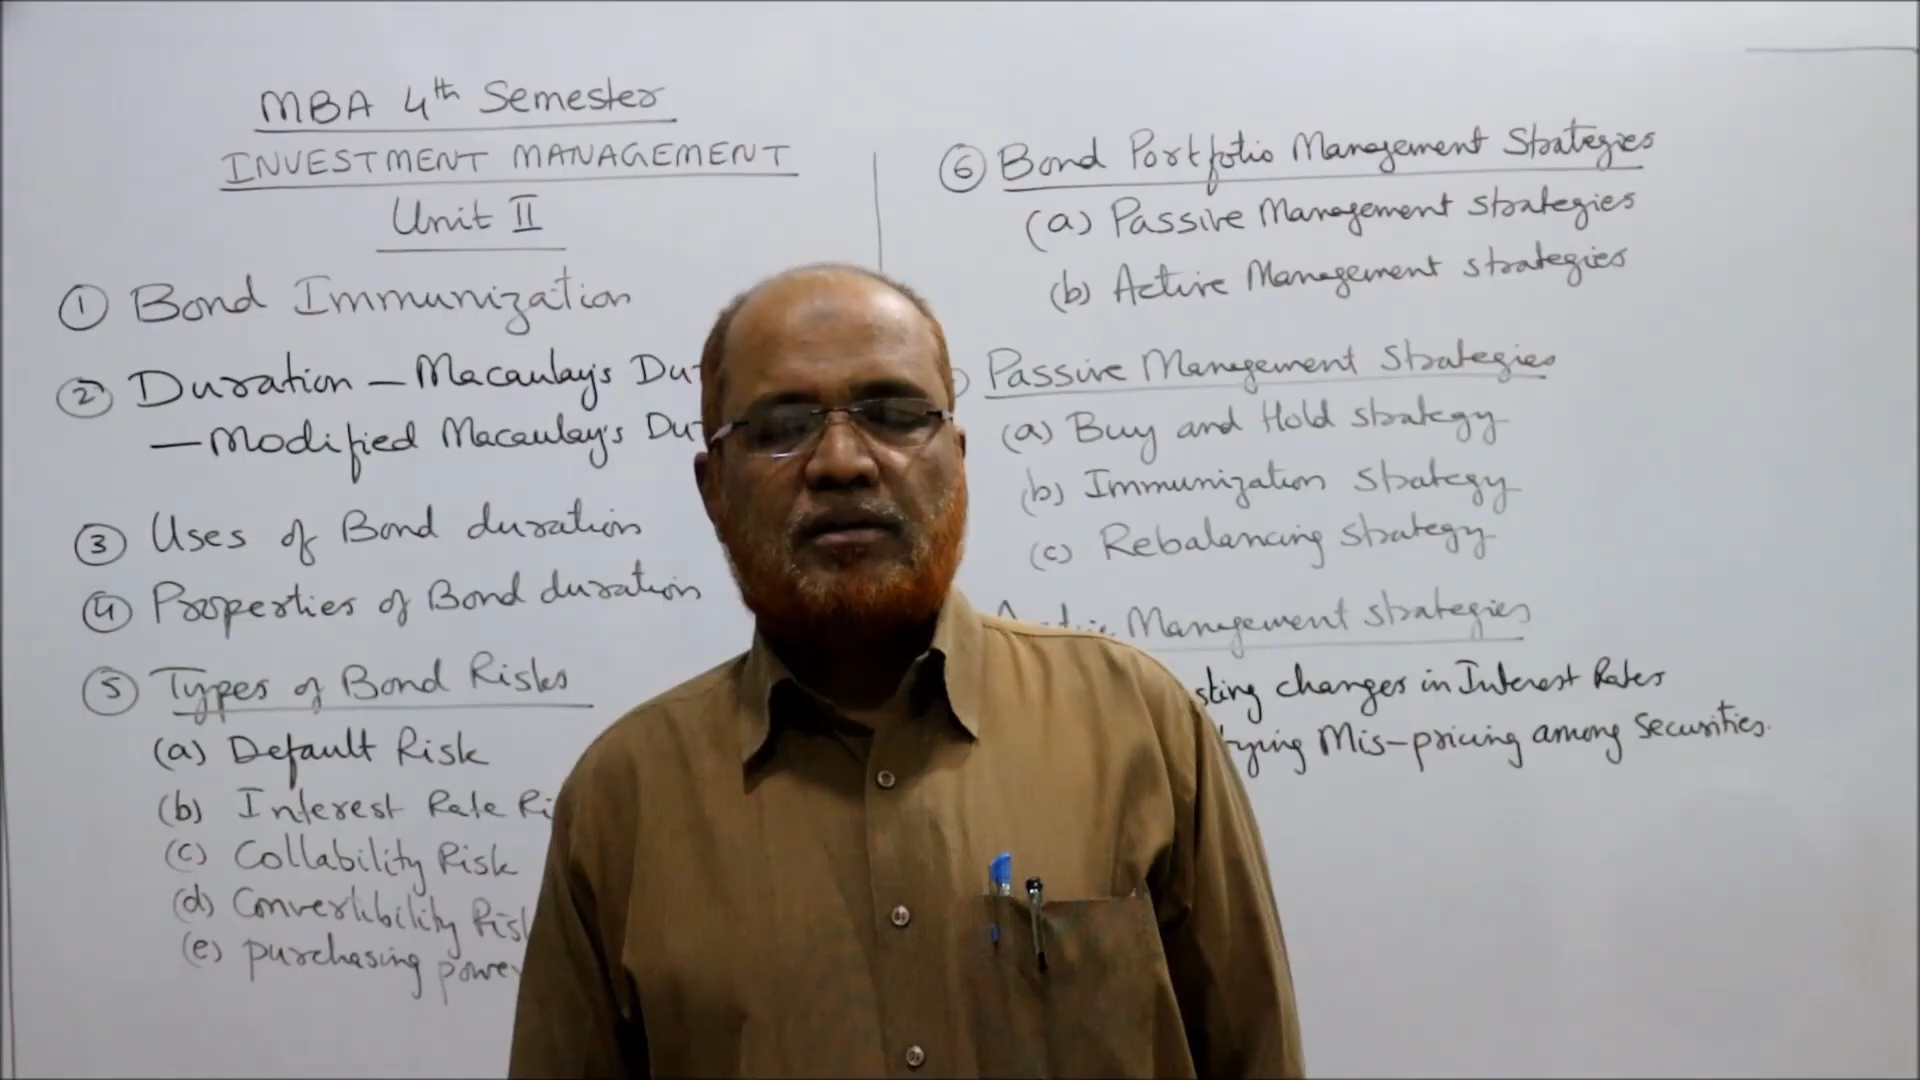 MBA 4th Semester
INVESTMENT MANAGEMENT
Unit II
① Bond Immunization
② Duration – Macaulay's
– Modified Macaulay's
③ Uses of Bond duration
④ Properties of Bond duration
⑤ Types of Bond Risks
(a) Default Risk
(b) Interest Rate
(c) Collability Risk
(d) Convertibility
(e) purchasing power
⑥ Bond Portfolio Management Strategies
(a) Passive Management Strategies
(b) Active Management Strategies
Passive Management Strategies
(a) Buy and Hold strategy
(b) Immunization strategy
(c) Rebalancing strategy
Management strategies
changes in Interest Rates
Mis-pricing among Securities.